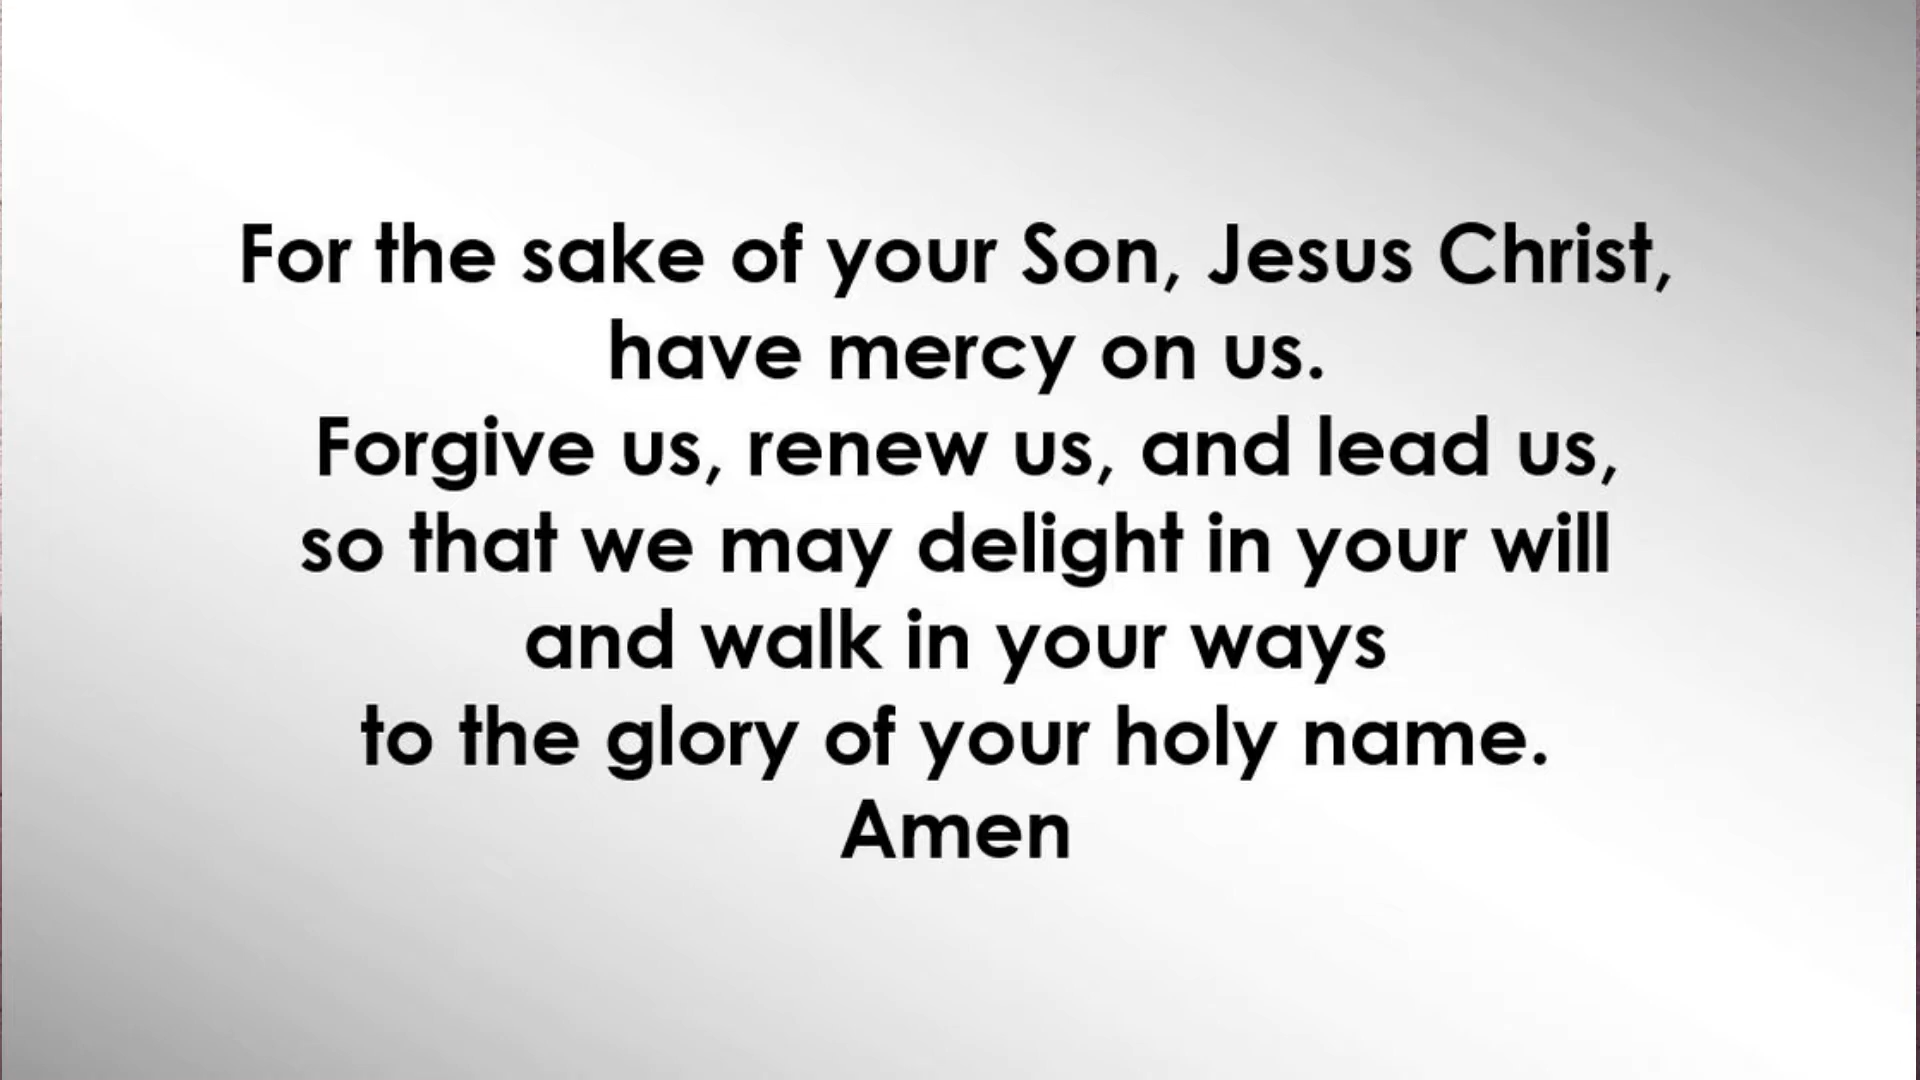 For the sake of your Son, Jesus Christ,
have mercy on us.
Forgive us, renew us, and lead us,
so that we may delight in your will
and walk in your ways
to the glory of your holy name.
Amen